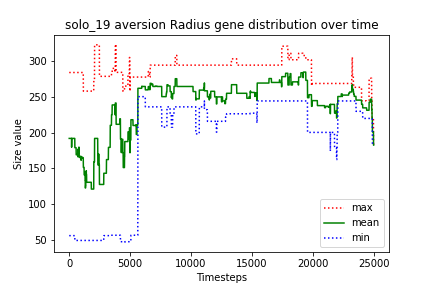 solo_19 aversion Radius gene distribution over time
Size value
300
250
200
150
100
50
max
mean
min
0
5000
10000
15000
20000
25000
Timesteps